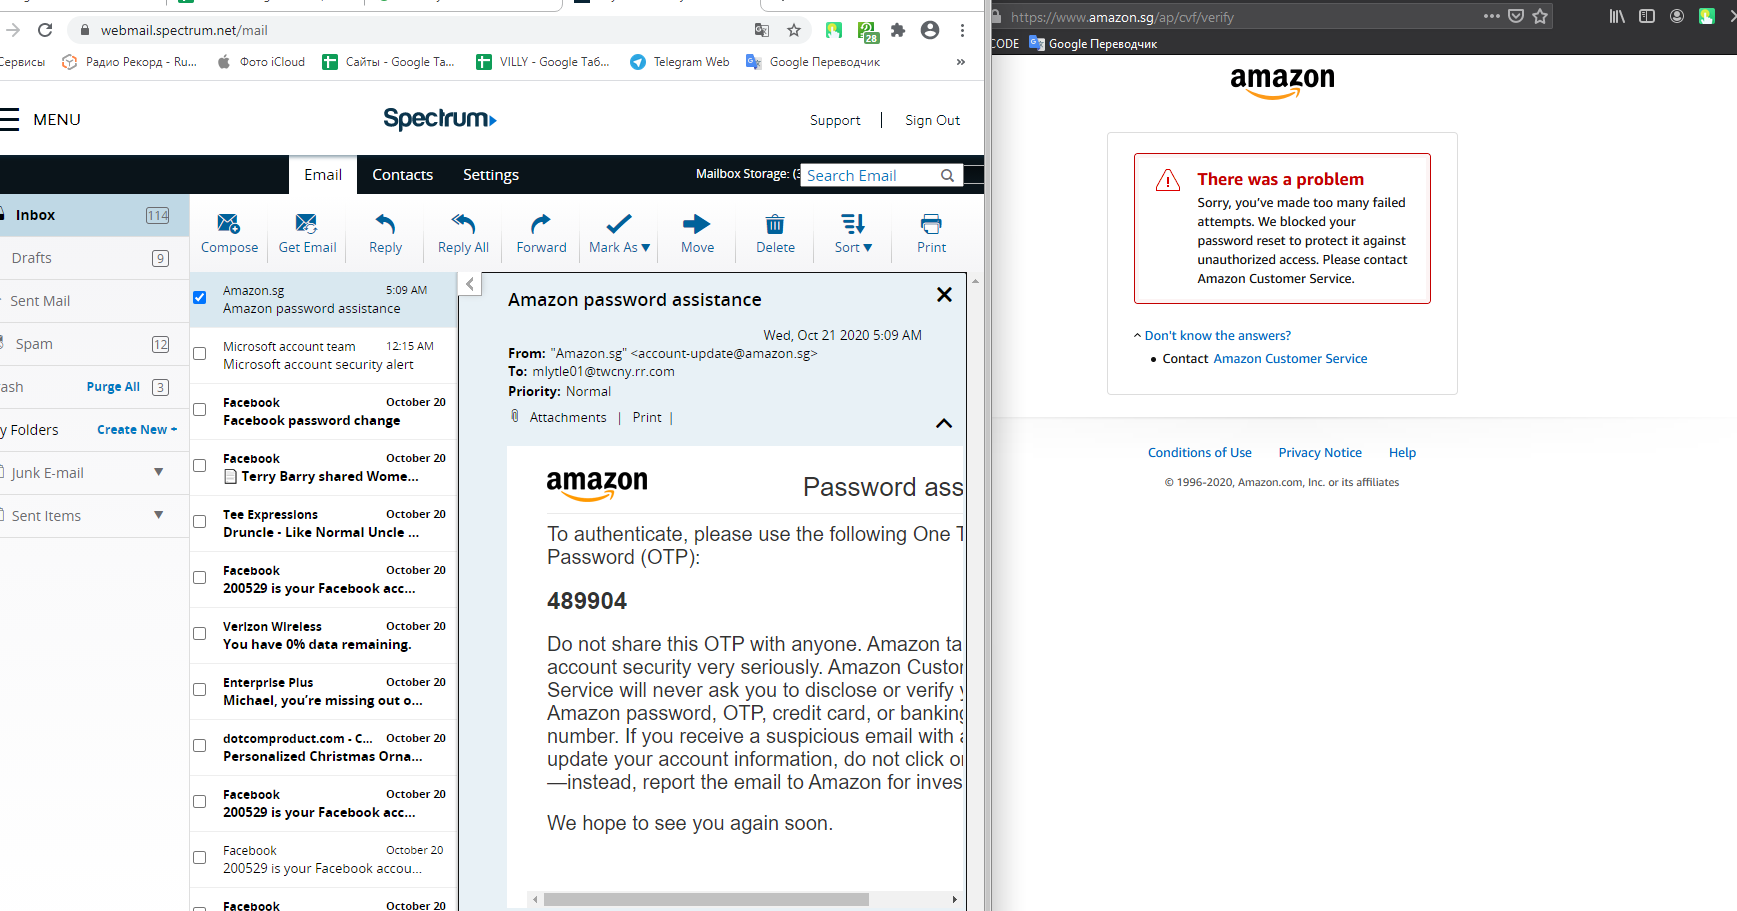 webmail.spectrum.net/mail
28
Радио Рекорд - Ru...
Фото iCloud
Сайты - Google Ta...
VILLY - Google Таб...
Telegram Web
Google Переводчик
»
MENU
Spectrum
Support
Sign Out
Email
Contacts
Settings
Mailbox Storage: (3
Search Email
Inbox
114
Drafts
9
Sent Mail
Spam
12
Purge All
3
Create New +
Junk E-mail
Sent Items
Compose
Get Email
Reply
Reply All
Forward
Mark As
Move
Delete
Sort
Print
Amazon.sg
5:09 AM
Amazon password assistance
Microsoft account team
12:15 AM
Microsoft account security alert
Facebook
October 20
Facebook password change
Facebook
October 20
Terry Barry shared Wome...
Tee Expressions
October 20
Druncle - Like Normal Uncle ...
Facebook
October 20
200529 is your Facebook acc...
Verizon Wireless
October 20
You have 0% data remaining.
Enterprise Plus
October 20
Michael, you’re missing out o...
dotcomproduct.com - C...
October 20
Personalized Christmas Orna...
Facebook
October 20
200529 is your Facebook acc...
Facebook
October 20
200529 is your Facebook accou...
Facebook
October 20
Amazon password assistance
Wed, Oct 21 2020 5:09 AM
From: "Amazon.sg" <account-update@amazon.sg>
To: mlytle01@twcny.rr.com
Priority: Normal
Attachments | Print |
amazon
Password ass
To authenticate, please use the following One T
Password (OTP):
489904
Do not share this OTP with anyone. Amazon ta
account security very seriously. Amazon Custor
Service will never ask you to disclose or verify y
Amazon password, OTP, credit card, or banking
number. If you receive a suspicious email with a
update your account information, do not click o
—instead, report the email to Amazon for inves
We hope to see you again soon.
https://www.amazon.sg/ap/cvf/verify
CODE
Google Переводчик
amazon
There was a problem
Sorry, you’ve made too many failed
attempts. We blocked your
password reset to protect it against
unauthorized access. Please contact
Amazon Customer Service.
Don't know the answers?
Contact Amazon Customer Service
Conditions of Use
Privacy Notice
Help
© 1996-2020, Amazon.com, Inc. or its affiliates